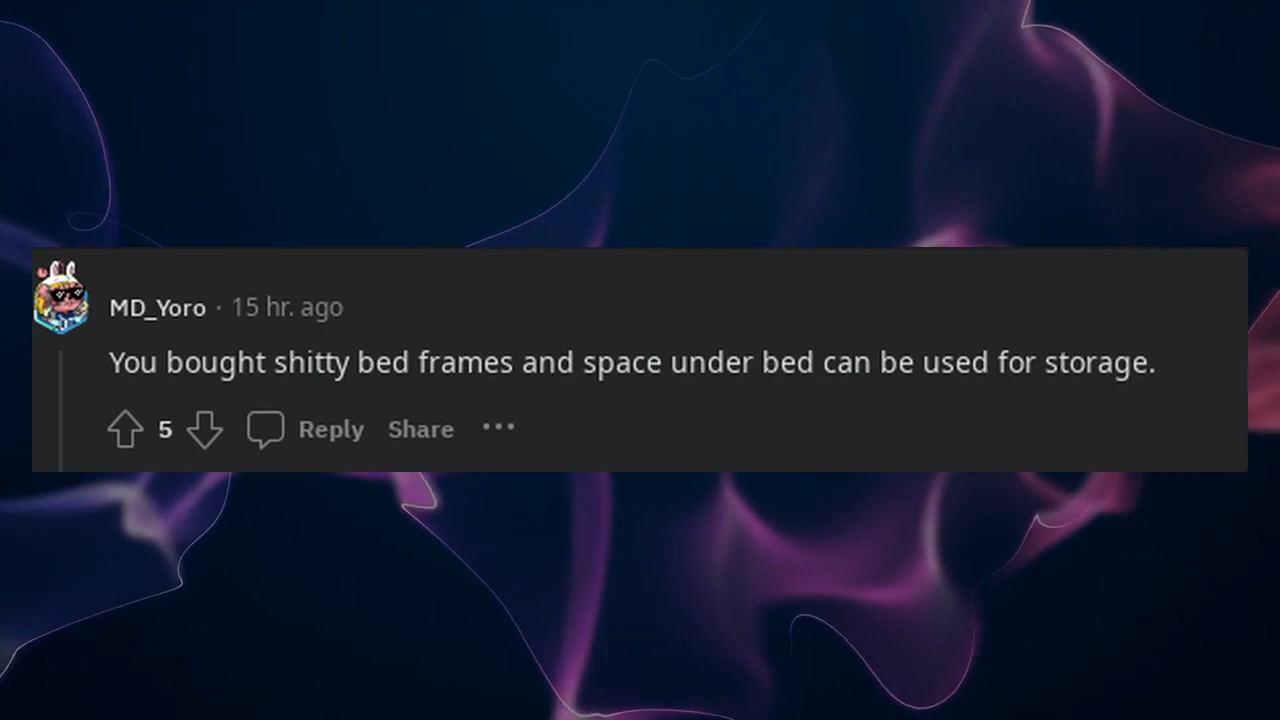 MD_Yoro · 15 hr. ago
You bought shitty bed frames and space under bed can be used for storage.
5 Reply Share ···